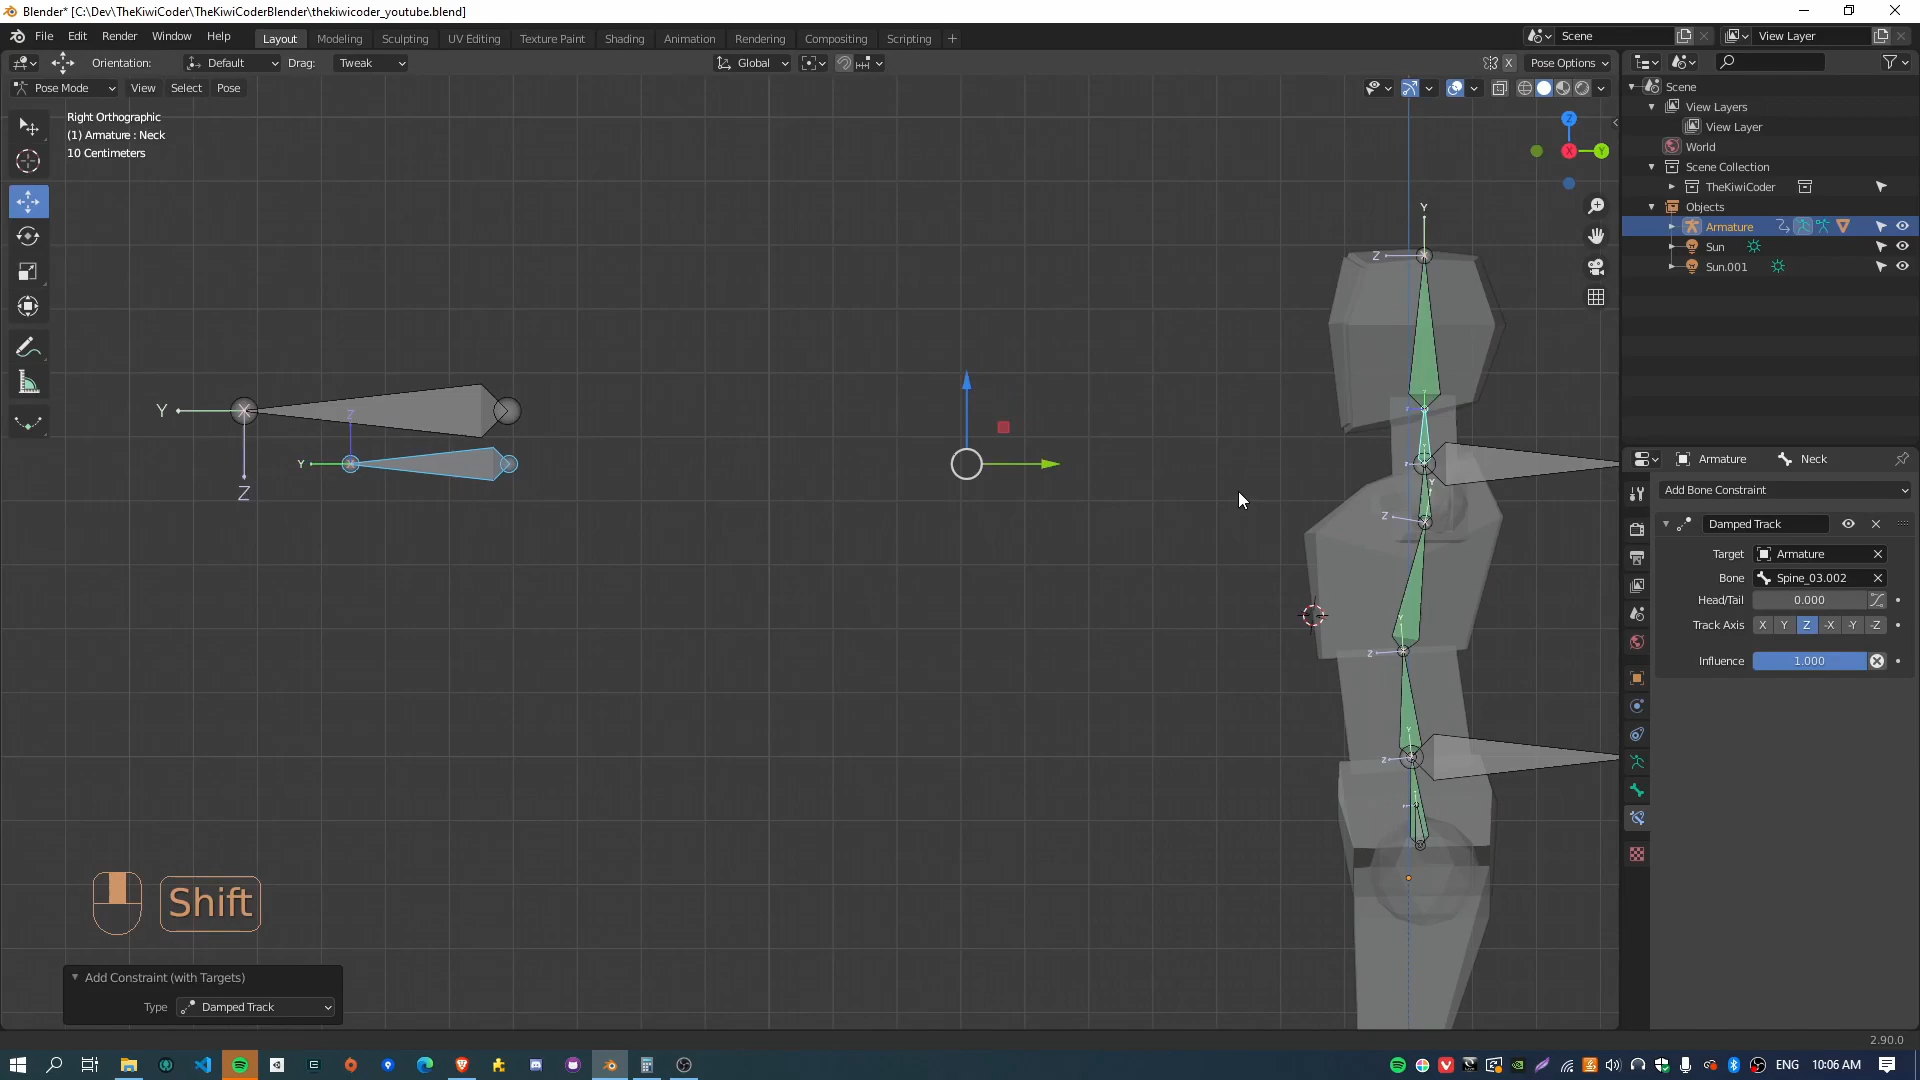 Blender* [C:\Dev\TheKiwiCoder\TheKiwiCoderBlender\thekiwicoder_youtube.blend]
File Edit Render Window Help
Layout Modeling Sculpting UV Editing Texture Paint Shading Animation Rendering Compositing Scripting +
Scene
View Layer
Orientation: Default Drag: Tweak
Global
X Pose Options
Pose Mode View Select Pose
Right Orthographic
(1) Armature : Neck
10 Centimeters
Z
X
Y
Scene
View Layers
View Layer
World
Scene Collection
TheKiwiCoder
Objects
Armature
Sun
Sun.001
Y
Z
Y
Z
Z
Y
Z
Y
Z
Z
Z
Armature Neck
Add Bone Constraint
Damped Track
Target Armature
Bone Spine_03.002
Head/Tail 0.000
Track Axis X Y Z -X -Y -Z
Influence 1.000
Shift
Add Constraint (with Targets)
Type Damped Track
2.90.0
ENG 10:06 AM